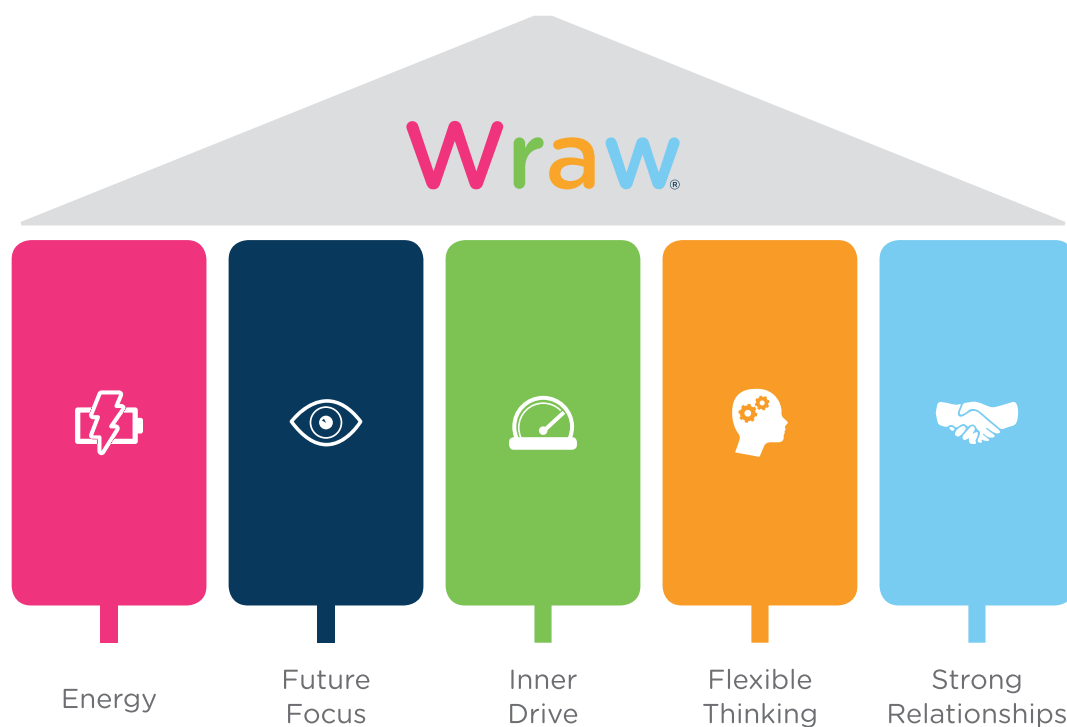 Wraw®
Energy
Future
Focus
Inner
Drive
Flexible
Thinking
Strong
Relationships